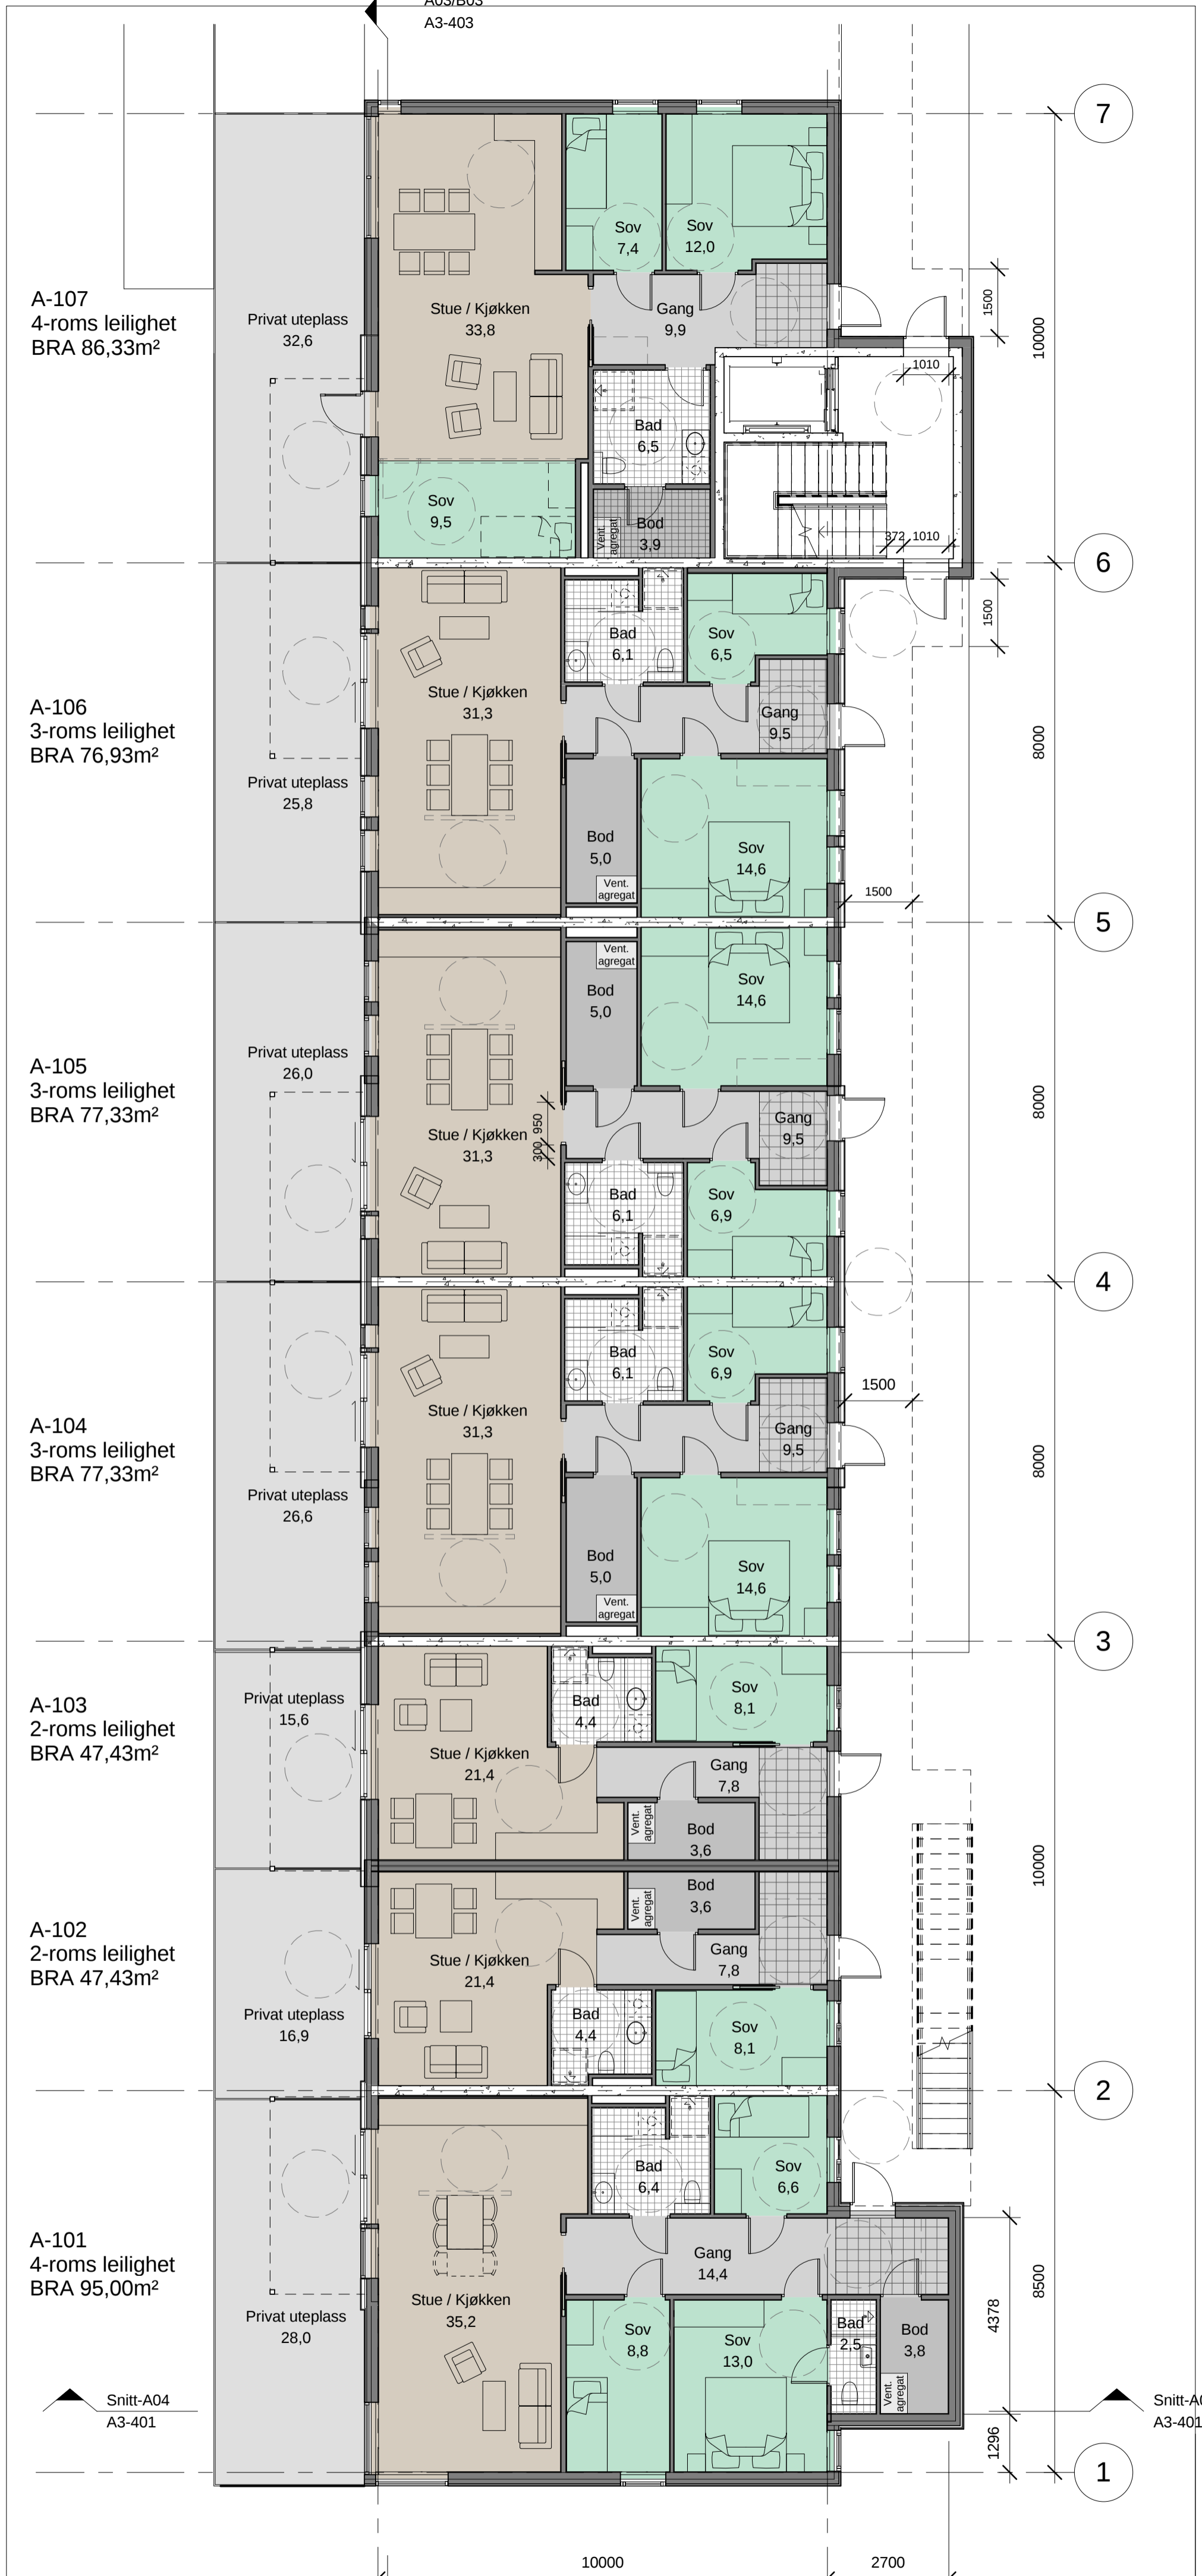 A03/B03
A3-403
7
A-107
4-roms leilighet
BRA 86,33m²
Privat uteplass
32,6
Stue / Kjøkken
33,8
Sov
7,4
Sov
12,0
Gang
9,9
Bad
6,5
Sov
9,5
Bod
3,9
Vent.
agregat
1500
10000
1010
372
1010
1500
6
A-106
3-roms leilighet
BRA 76,93m²
Privat uteplass
25,8
Stue / Kjøkken
31,3
Bad
6,1
Sov
6,5
Gang
9,5
Bod
5,0
Vent.
agregat
Sov
14,6
8000
1500
5
A-105
3-roms leilighet
BRA 77,33m²
Privat uteplass
26,0
Stue / Kjøkken
31,3
Vent.
agregat
Bod
5,0
Sov
14,6
Gang
9,5
950
300
Bad
6,1
Sov
6,9
8000
4
A-104
3-roms leilighet
BRA 77,33m²
Privat uteplass
26,6
Stue / Kjøkken
31,3
Bad
6,1
Sov
6,9
Gang
9,5
Bod
5,0
Vent.
agregat
Sov
14,6
1500
8000
3
A-103
2-roms leilighet
BRA 47,43m²
Privat uteplass
15,6
Stue / Kjøkken
21,4
Bad
4,4
Sov
8,1
Gang
7,8
Vent.
agregat
Bod
3,6
10000
A-102
2-roms leilighet
BRA 47,43m²
Privat uteplass
16,9
Stue / Kjøkken
21,4
Bod
3,6
Vent.
agregat
Gang
7,8
Bad
4,4
Sov
8,1
2
A-101
4-roms leilighet
BRA 95,00m²
Privat uteplass
28,0
Stue / Kjøkken
35,2
Bad
6,4
Sov
6,6
Gang
14,4
Sov
8,8
Sov
13,0
Bad
2,5
Bod
3,8
Vent.
agregat
8500
4378
1296
Snitt-A04
A3-401
A3-401
1
10000
2700